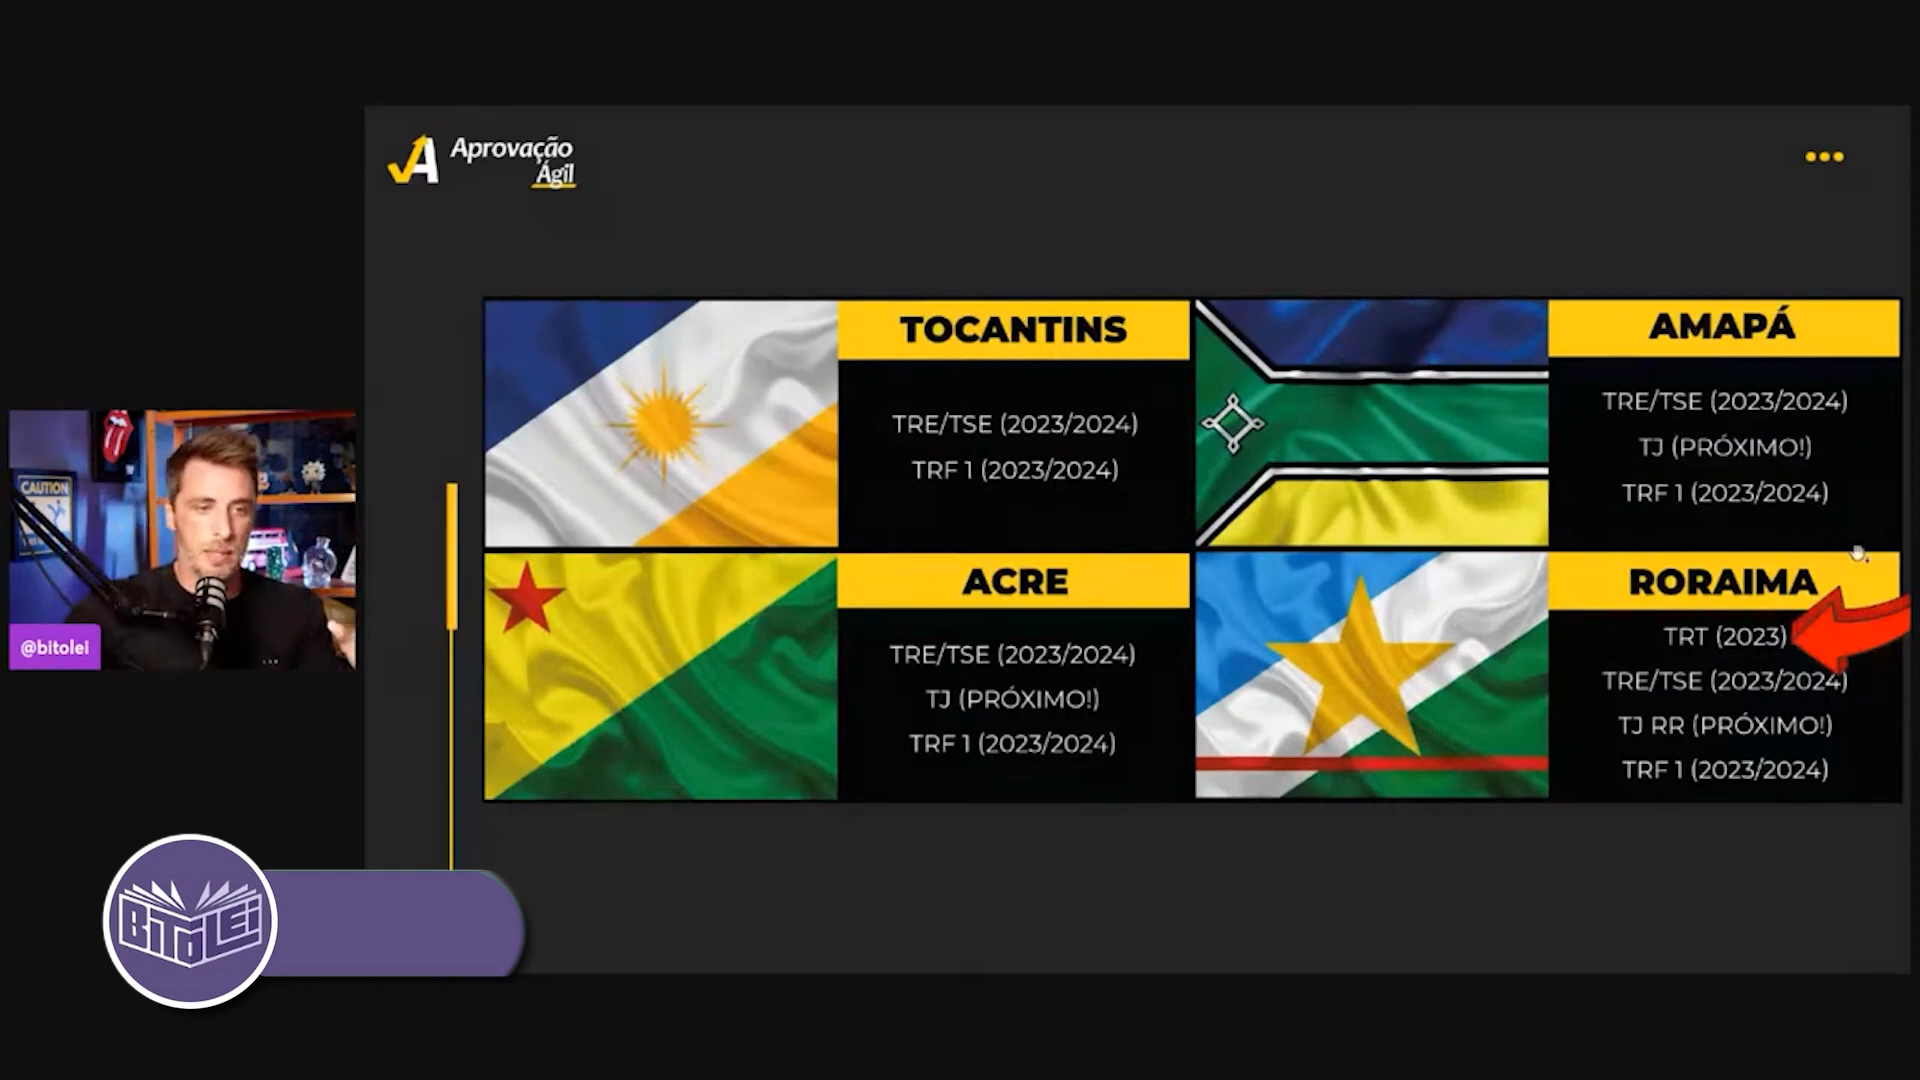 Aprovação
Ágil
TOCANTINS
TRE/TSE (2023/2024)
TRF 1 (2023/2024)
AMAPÁ
TRE/TSE (2023/2024)
TJ (PRÓXIMO!)
TRF 1 (2023/2024)
ACRE
TRE/TSE (2023/2024)
TJ (PRÓXIMO!)
TRF 1 (2023/2024)
RORAIMA
TRT (2023)
TRE/TSE (2023/2024)
TJ RR (PRÓXIMO!)
TRF 1 (2023/2024)
CAUTION
@bitolei
BITOLEI